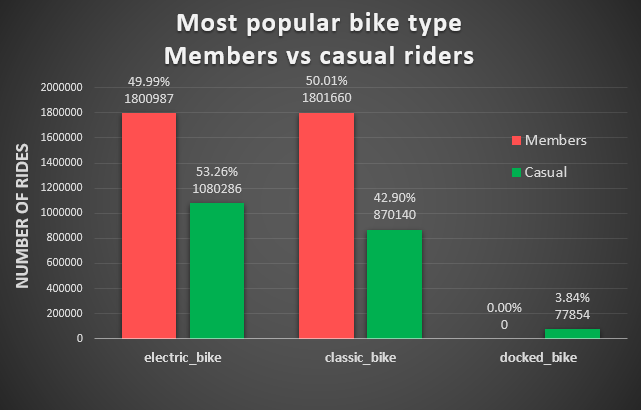 Most popular bike type
Members vs casual riders
NUMBER OF RIDES
2000000
1800000
1600000
1400000
1200000
1000000
800000
600000
400000
200000
0
49.99%
1800987
53.26%
1080286
50.01%
1801660
42.90%
870140
0.00%
0
3.84%
77854
electric_bike
classic_bike
docked_bike
Members
Casual